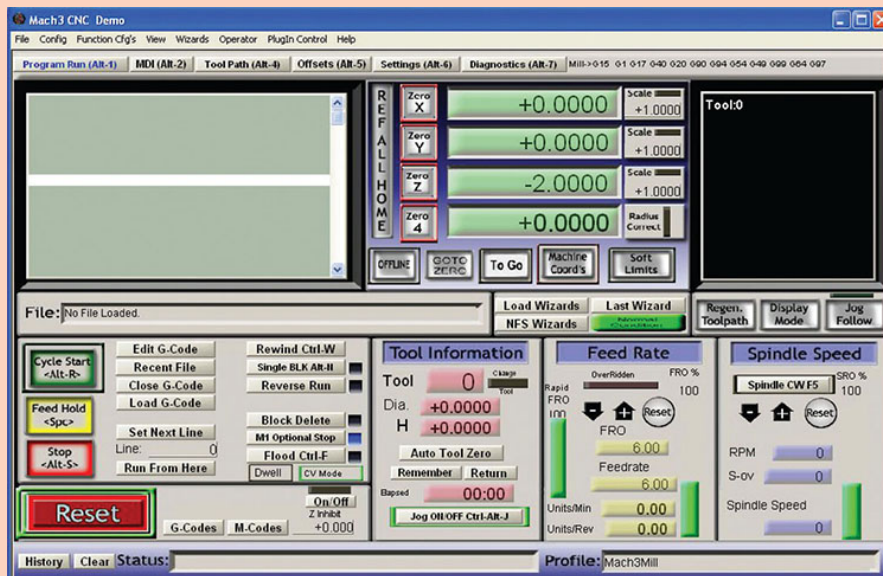 Mach3 CNC Demo
File Config Function Cfg's View Wizards Operator PlugIn Control Help
Program Run (Alt-1) MDI (Alt-2) Tool Path (Alt-4) Offsets (Alt-5) Settings (Alt-6) Diagnostics (Alt-7) Mill->G15 G1 G17 G40 G20 G90 G94 G54 G49 G99 G64 G97
REF ALL HOME
Zero X +0.0000 Scale +1.0000
Zero Y +0.0000 Scale +1.0000
Zero Z -2.0000 Scale +1.0000
Zero 4 +0.0000 Radius Correct
OFFLINE GOTO ZERO To Go Machine Coord's Soft Limits
Tool:0
File: No File Loaded.
Load Wizards Last Wizard
NFS Wizards Normal Condition
Regen. Toolpath Display Mode Jog Follow
Cycle Start <Alt-R>
Feed Hold <Spc>
Stop <Alt-S>
Edit G-Code
Recent File
Close G-Code
Load G-Code
Set Next Line
Line: 0
Run From Here
Rewind Ctrl-W
Single BLK Alt-N
Reverse Run
Block Delete
M1 Optional Stop
Flood Ctrl-F
Dwell CV Mode
Reset
G-Codes M-Codes
On/Off
Z Inhibit
+0.000
Tool Information
Tool 0 Change Tool
Dia. +0.0000
H +0.0000
Auto Tool Zero
Remember Return
Elapsed 00:00
Jog ON/OFF Ctrl-Alt-J
Feed Rate
OverRidden FRO %
Rapid FRO 100 100
Reset
FRO
6.00
Feedrate
6.00
Units/Min 0.00
Units/Rev 0.00
Spindle Speed
Spindle CW F5 SRO % 100
Reset
RPM 0
S-ov 0
Spindle Speed
0
History Clear Status: Profile: Mach3Mill